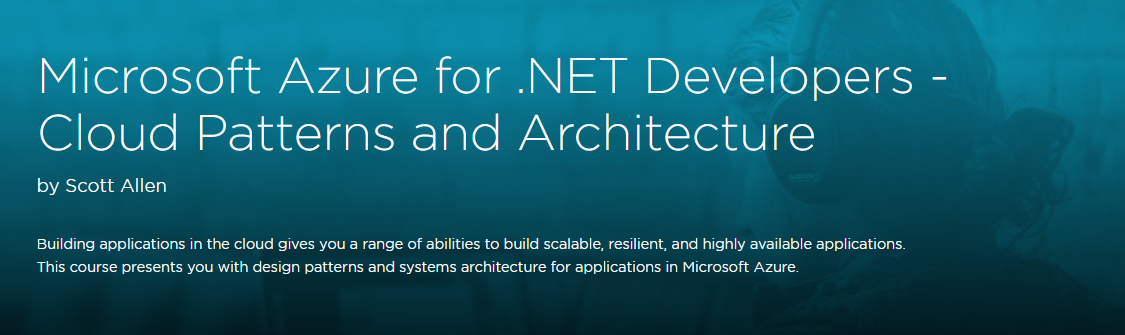 Microsoft Azure for .NET Developers -
Cloud Patterns and Architecture
by Scott Allen
Building applications in the cloud gives you a range of abilities to build scalable, resilient, and highly available applications.
This course presents you with design patterns and systems architecture for applications in Microsoft Azure.